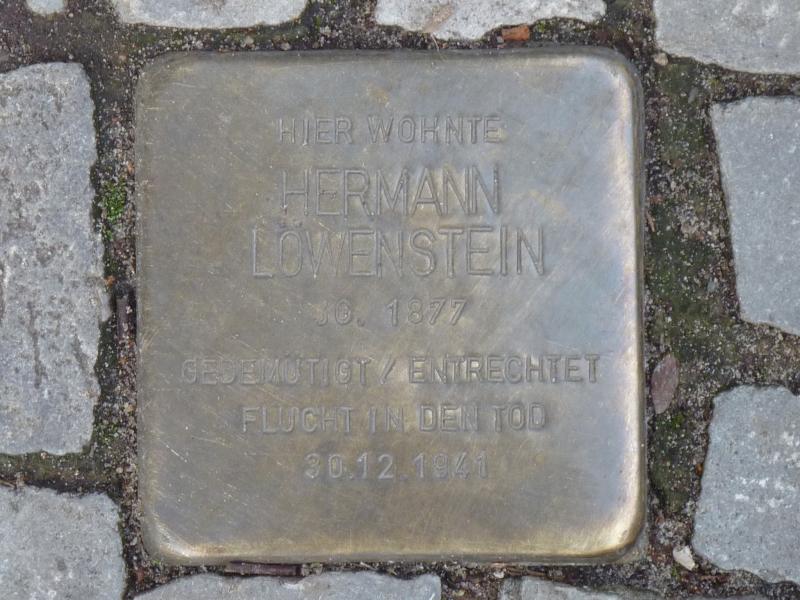 HIER WOHNTE
HERMANN
LÖWENSTEIN
JG. 1877
GEDEMÜTIGT / ENTRECHTET
FLUCHT IN DEN TOD
30.12.1941